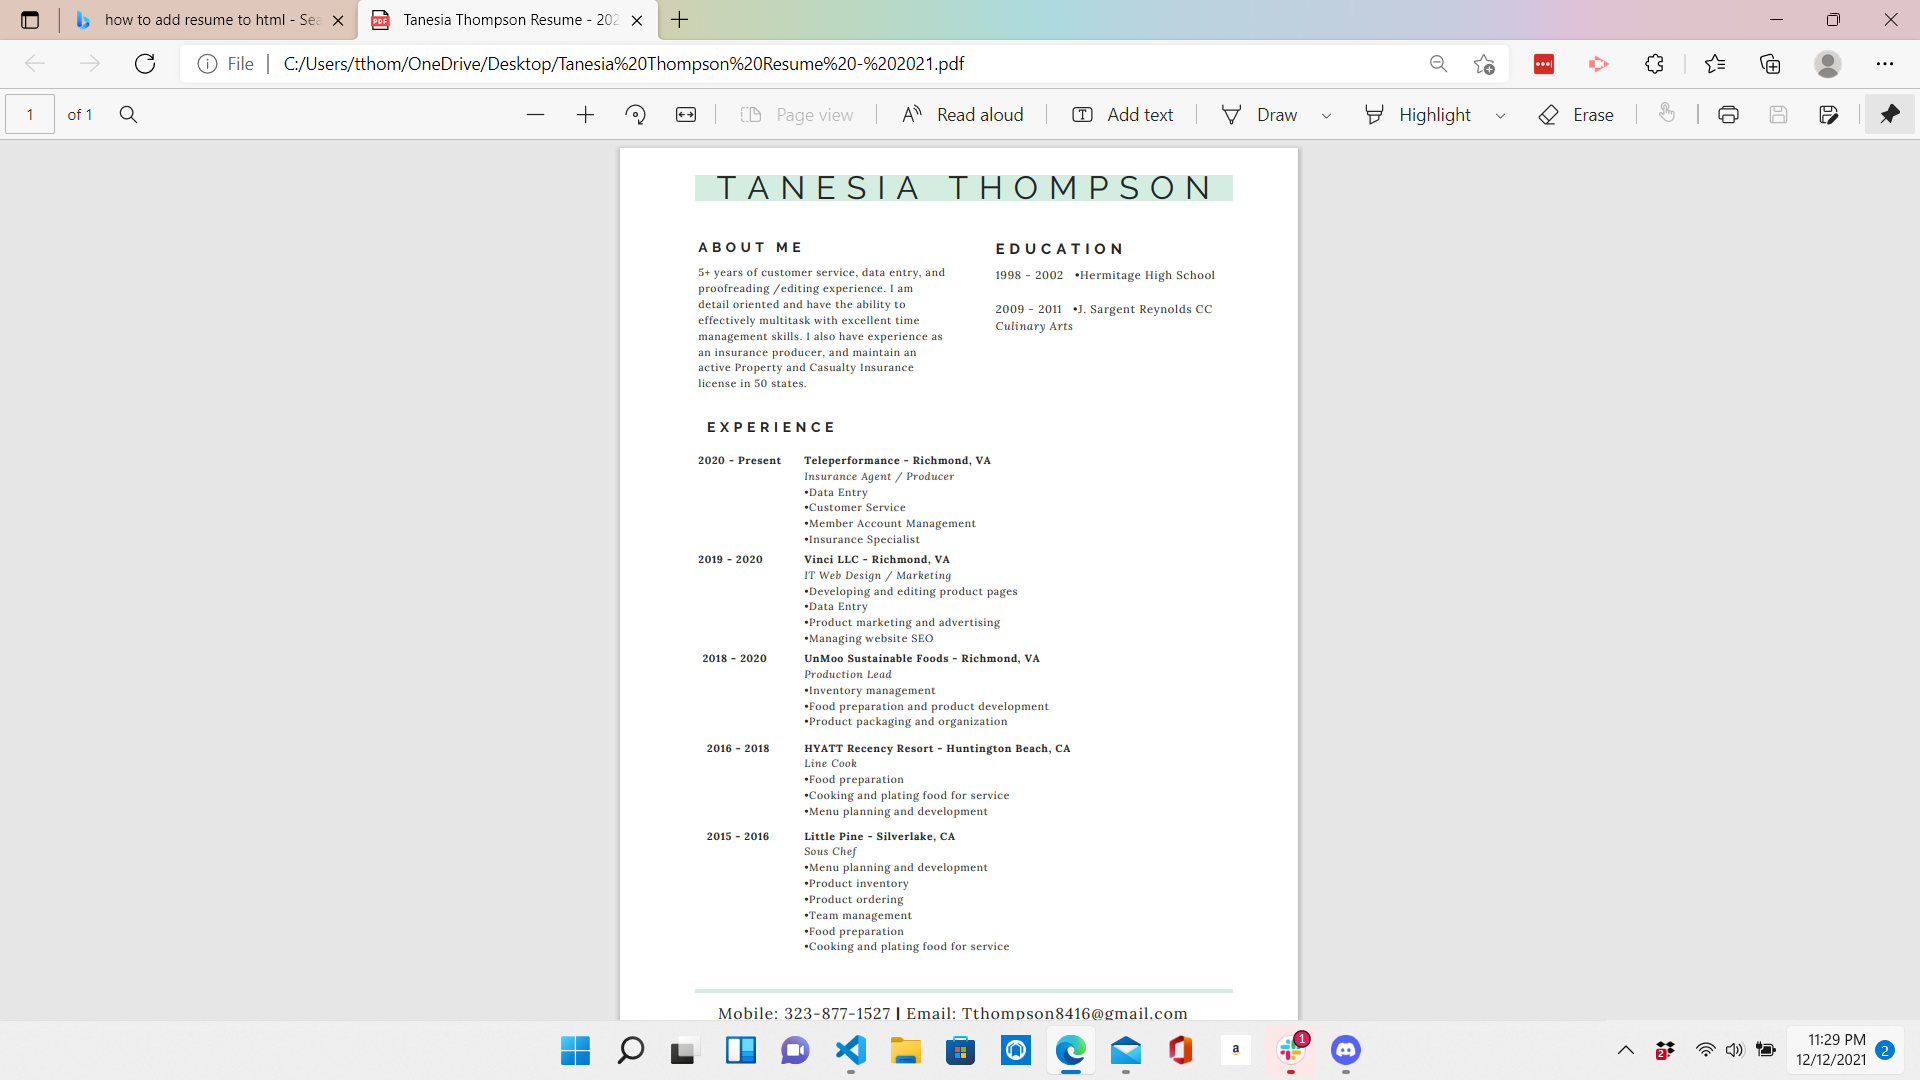 how to add resume to html - Sea
Tanesia Thompson Resume - 202
File
C:/Users/tthom/OneDrive/Desktop/Tanesia%20Thompson%20Resume%20-%202021.pdf
1 of 1
Page view
Read aloud
Add text
Draw
Highlight
Erase
TANESIA THOMPSON
ABOUT ME
5+ years of customer service, data entry, and
proofreading /editing experience. I am
detail oriented and have the ability to
effectively multitask with excellent time
management skills. I also have experience as
an insurance producer, and maintain an
active Property and Casualty Insurance
license in 50 states.
EDUCATION
1998 - 2002 •Hermitage High School
2009 - 2011 •J. Sargent Reynolds CC
Culinary Arts
EXPERIENCE
2020 - Present Teleperformance - Richmond, VA
Insurance Agent / Producer
•Data Entry
•Customer Service
•Member Account Management
•Insurance Specialist
2019 - 2020 Vinci LLC - Richmond, VA
IT Web Design / Marketing
•Developing and editing product pages
•Data Entry
•Product marketing and advertising
•Managing website SEO
2018 - 2020 UnMoo Sustainable Foods - Richmond, VA
Production Lead
•Inventory management
•Food preparation and product development
•Product packaging and organization
2016 - 2018 HYATT Recency Resort - Huntington Beach, CA
Line Cook
•Food preparation
•Cooking and plating food for service
•Menu planning and development
2015 - 2016 Little Pine - Silverlake, CA
Sous Chef
•Menu planning and development
•Product inventory
•Product ordering
•Team management
•Food preparation
•Cooking and plating food for service
Mobile: 323-877-1527 | Email: Tthompson8416@gmail.com
a
1
2
11:29 PM
12/12/2021
2